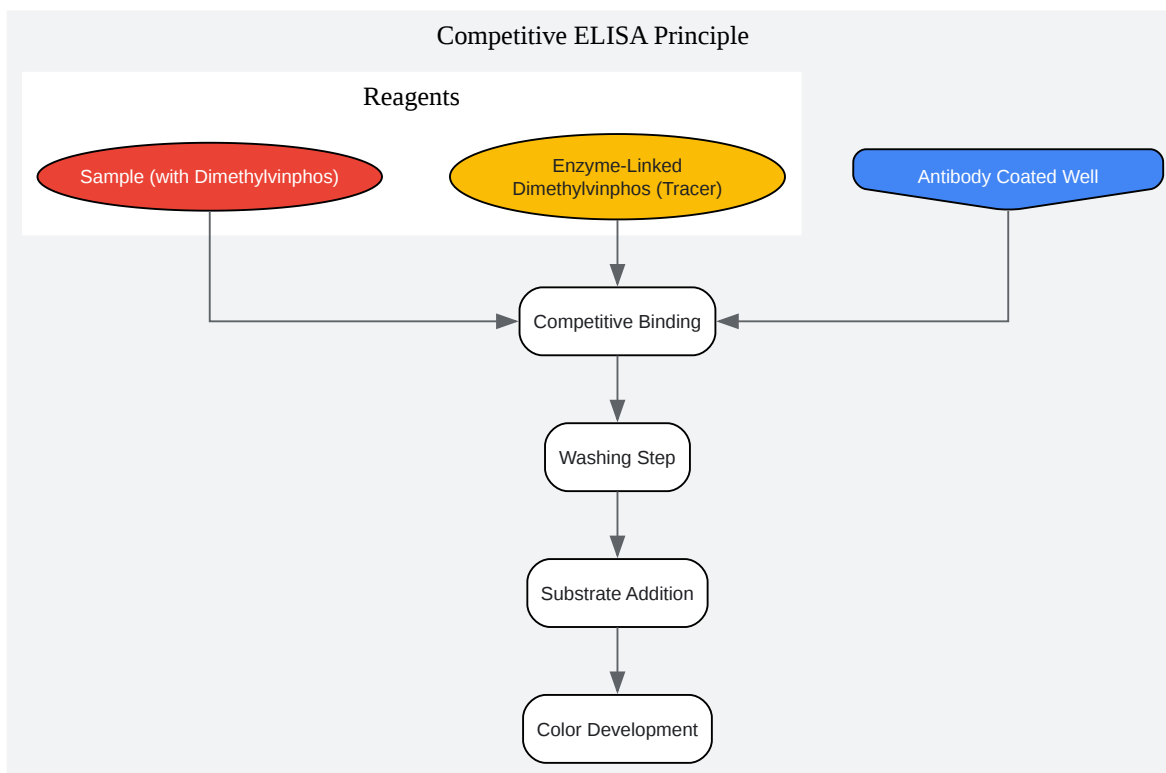 Competitive ELISA Principle
Reagents
Sample (with Dimethylvinphos)
Enzyme-Linked
Dimethylvinphos (Tracer)
Antibody Coated Well
Competitive Binding
Washing Step
Substrate Addition
Color Development